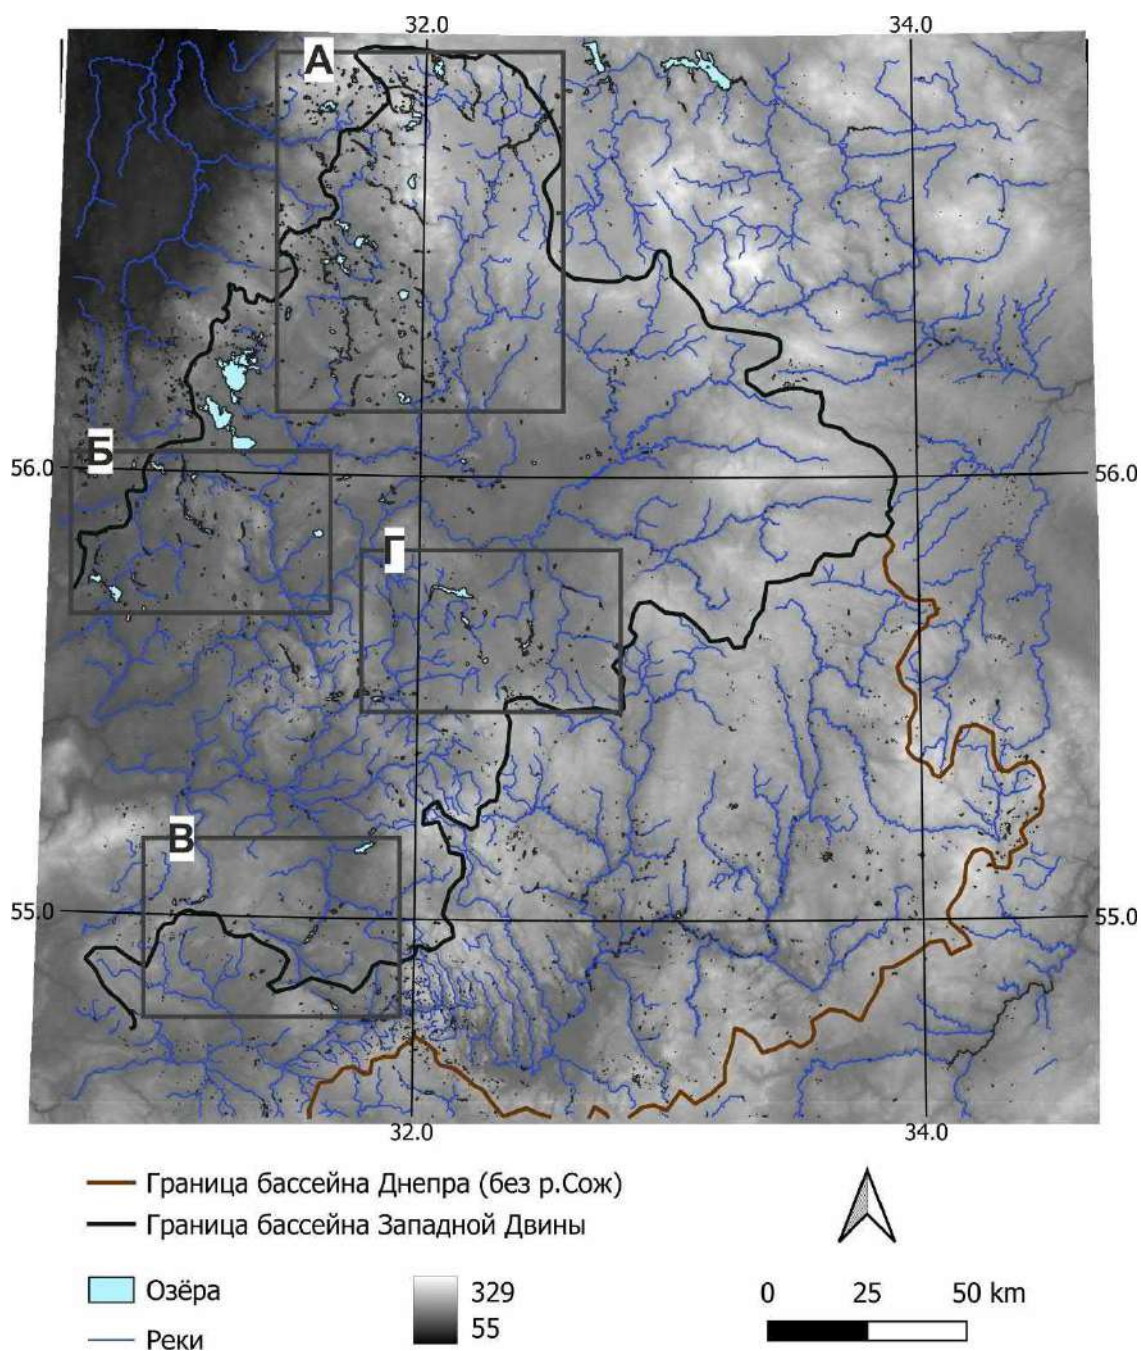 32.0 34.0
А
Б
56.0 56.0
Г
В
55.0 55.0
32.0 34.0
Граница бассейна Днепра (без р.Сож)
Граница бассейна Западной Двины
Озёра 329 0 25 50 km
55
Реки